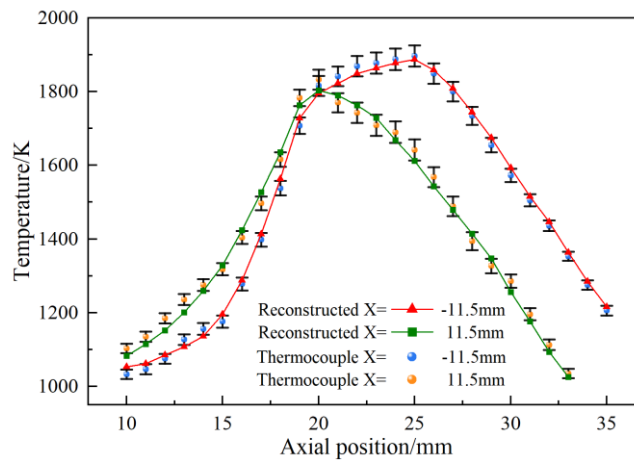 2000
1800
1600
1400
1200
1000
Temperature/K
Reconstructed X= -11.5mm
Reconstructed X= 11.5mm
Thermocouple X= -11.5mm
Thermocouple X= 11.5mm
10 15 20 25 30 35
Axial position/mm